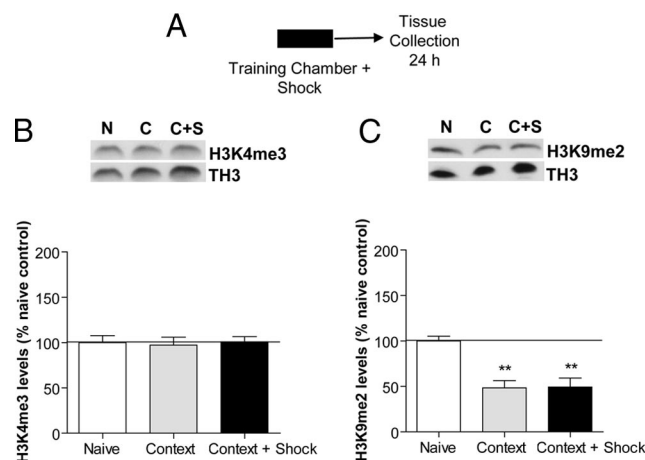 A
Training Chamber +
Shock
Tissue
Collection
24 h
B
N C C+S
H3K4me3
TH3
H3K4me3 levels (% naive control)
200
150
100
50
0
Naive Context Context + Shock
C
N C C+S
H3K9me2
TH3
H3K9me2 levels (% naive control)
200
150
100
50
0
** **
Naive Context Context + Shock